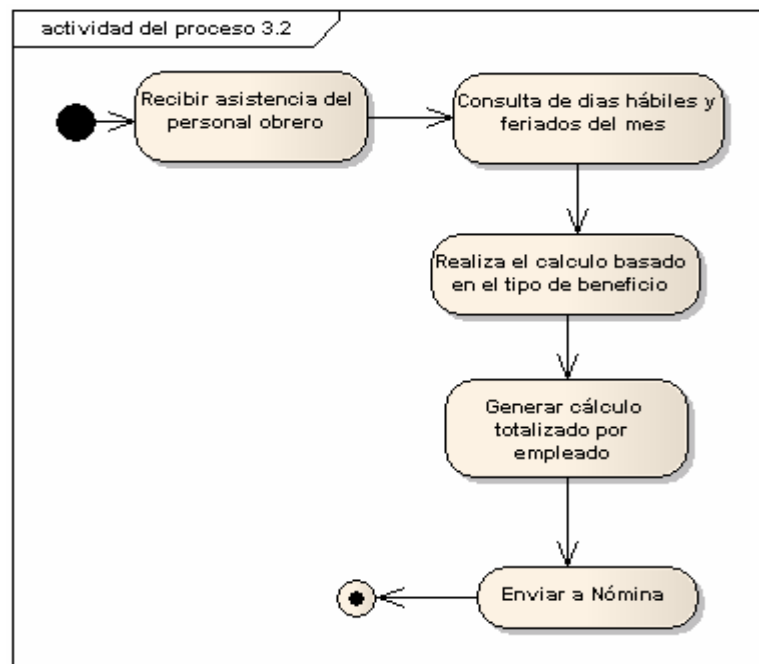 actividad del proceso 3.2
Recibir asistencia del
personal obrero
Consulta de dias hábiles y
feriados del mes
Realiza el calculo basado
en el tipo de beneficio
Generar cálculo
totalizado por
empleado
Enviar a Nómina